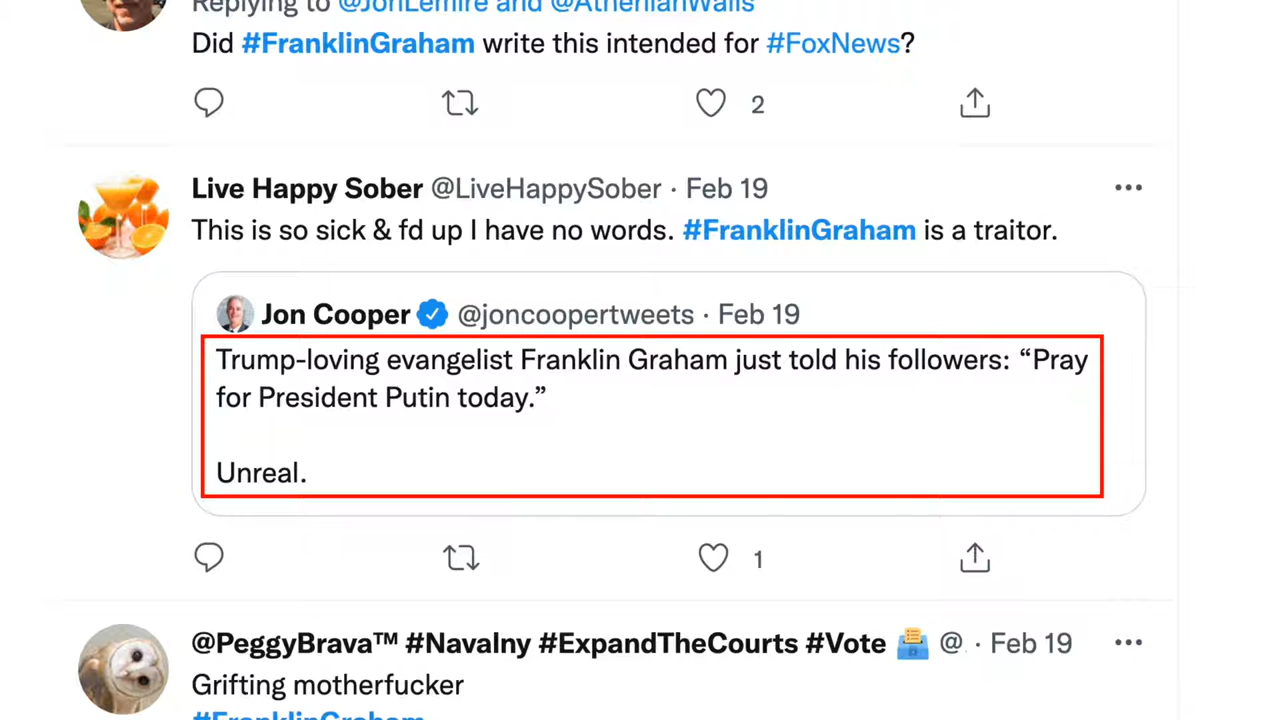 Replying to @JonLemire and @AthenianWalls
Did #FranklinGraham write this intended for #FoxNews?
2
Live Happy Sober @LiveHappySober · Feb 19
This is so sick & fd up I have no words. #FranklinGraham is a traitor.
Jon Cooper @joncoopertweets · Feb 19
Trump-loving evangelist Franklin Graham just told his followers: “Pray
for President Putin today.”
Unreal.
1
@PeggyBrava™ #Navalny #ExpandTheCourts #Vote @. · Feb 19
Grifting motherfucker
#FranklinGraham